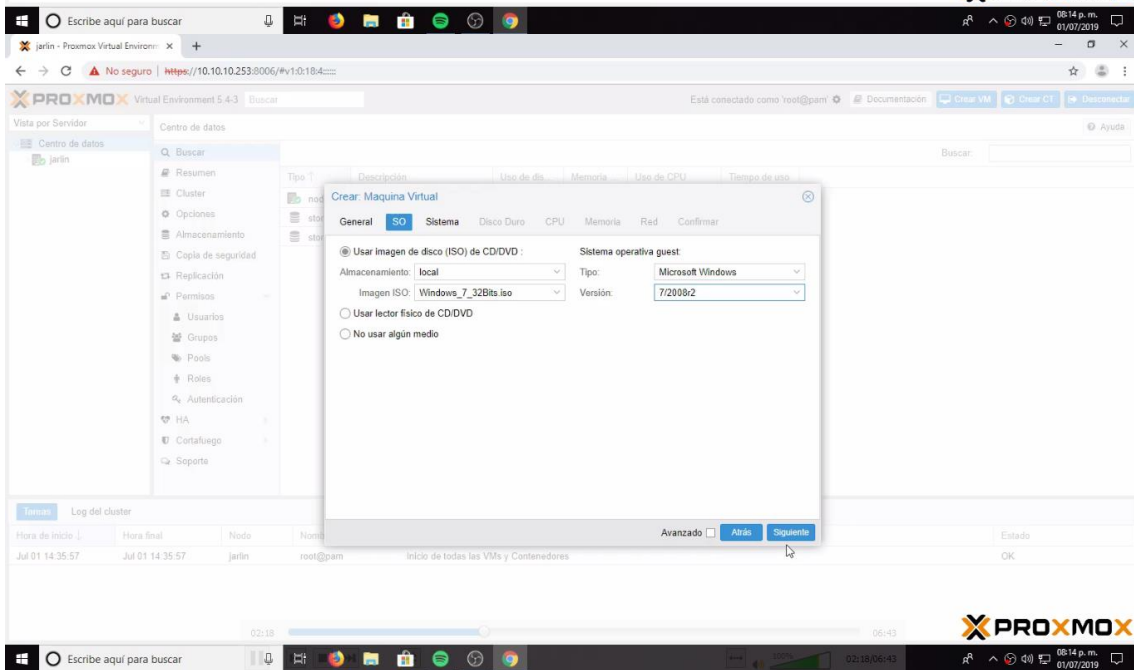 Escribe aquí para buscar
08:14 p. m.
01/07/2019
jarlin - Proxmox Virtual Environm
No seguro | https://10.10.10.253:8006/#v1:0:18:4::::::
PROXMOX Virtual Environment 5.4-3 Buscar
Está conectado como 'root@pam' Documentación Crear VM Crear CT Desconectar
Vista por Servidor
Centro de datos
jarlin
Centro de datos
Ayuda
Buscar
Resumen
Cluster
Opciones
Almacenamiento
Copia de seguridad
Replicación
Permisos
Usuarios
Grupos
Pools
Roles
Autenticación
HA
Cortafuego
Soporte
Buscar:
Tipo Descripción Uso de dis... Memoria ... Uso de CPU Tiempo de uso
nod
stor
stor
Crear: Maquina Virtual
General SO Sistema Disco Duro CPU Memoria Red Confirmar
Usar imagen de disco (ISO) de CD/DVD :
Almacenamiento: local
Imagen ISO: Windows_7_32Bits.iso
Usar lector físico de CD/DVD
No usar algún medio
Sistema operativa guest:
Tipo: Microsoft Windows
Versión: 7/2008r2
Avanzado Atrás Siguiente
Tareas Log del cluster
Hora de inicio Hora final Nodo Nomb Estado
Jul 01 14:35:57 Jul 01 14:35:57 jarlin root@pam Inicio de todas las VMs y Contenedores OK
02:18 06:43
PROXMOX
Escribe aquí para buscar
100%
02:18/06:43
08:14 p. m.
01/07/2019